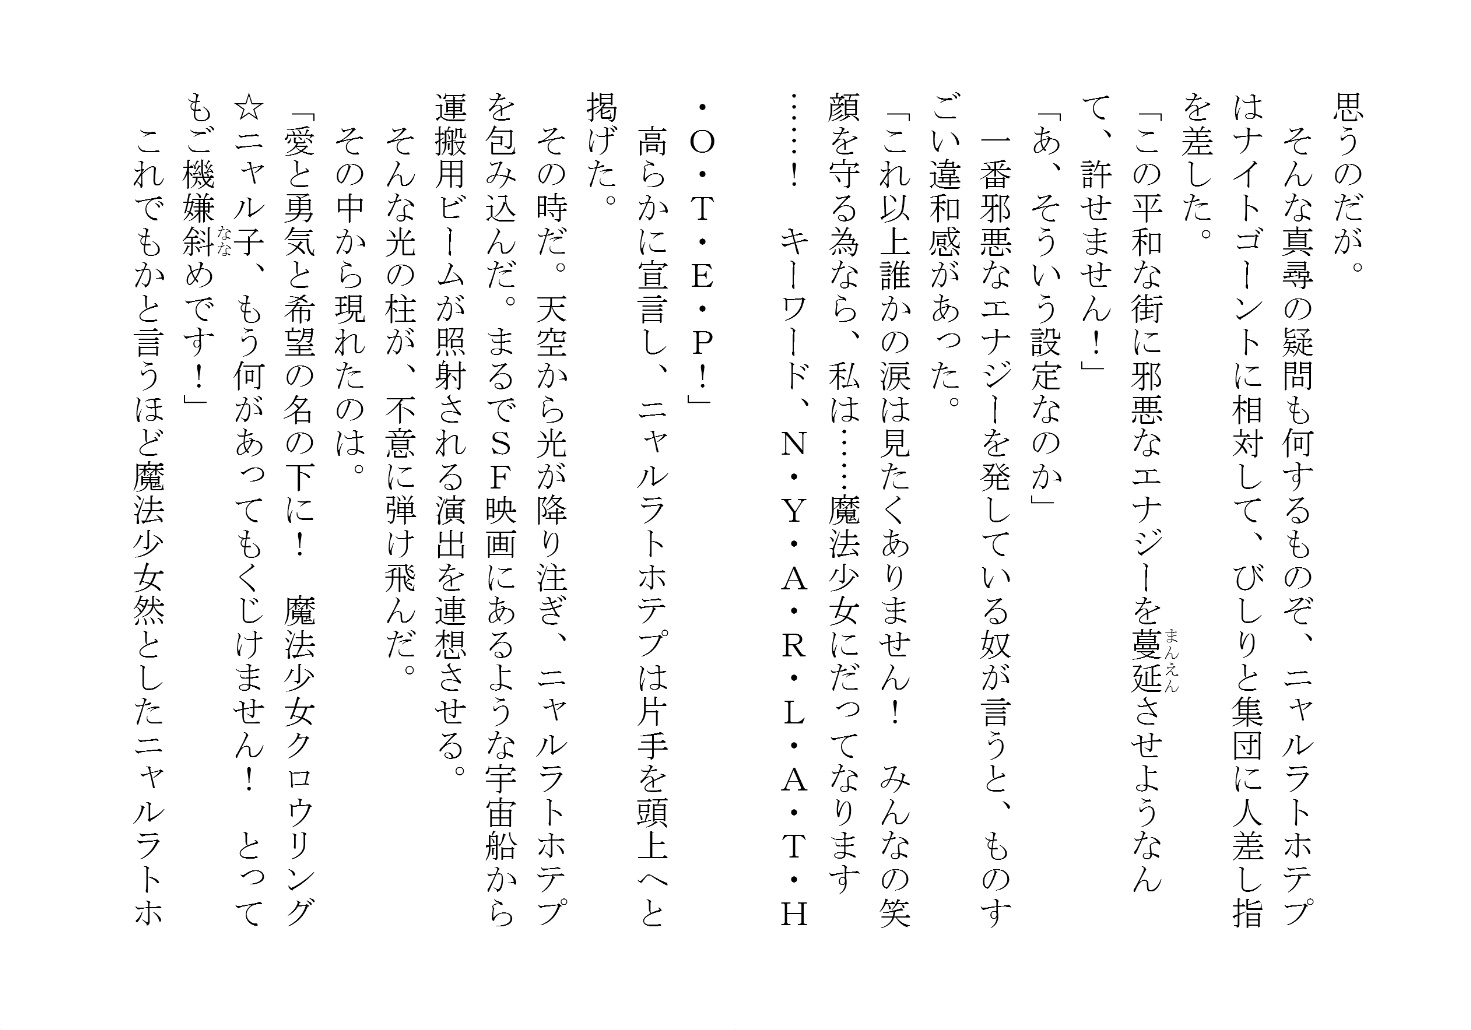 思うのだが。
　そんな真尋の疑問も何するものぞ、ニャルラトホテプ
はナイトゴーントに相対して、びしりと集団に人差し指
を差した。
「この平和な街に邪悪なエナジーを蔓延させようなん
て、許せません！」
「あ、そういう設定なのか」
　一番邪悪なエナジーを発している奴が言うと、ものす
ごい違和感があった。
「これ以上誰かの涙は見たくありません！　みんなの笑
顔を守る為なら、私は……魔法少女にだってなります
……！　キーワード、Ｎ・Ｙ・Ａ・Ｒ・Ｌ・Ａ・Ｔ・Ｈ
・Ｏ・Ｔ・Ｅ・Ｐ！」
　高らかに宣言し、ニャルラトホテプは片手を頭上へと
掲げた。
　その時だ。天空から光が降り注ぎ、ニャルラトホテプ
を包み込んだ。まるでＳＦ映画にあるような宇宙船から
運搬用ビームが照射される演出を連想させる。
　そんな光の柱が、不意に弾け飛んだ。
　その中から現れたのは。
「愛と勇気と希望の名の下に！　魔法少女クロウリング
☆ニャル子、もう何があってもくじけません！　とって
もご機嫌斜めです！」
　これでもかと言うほど魔法少女然としたニャルラトホ